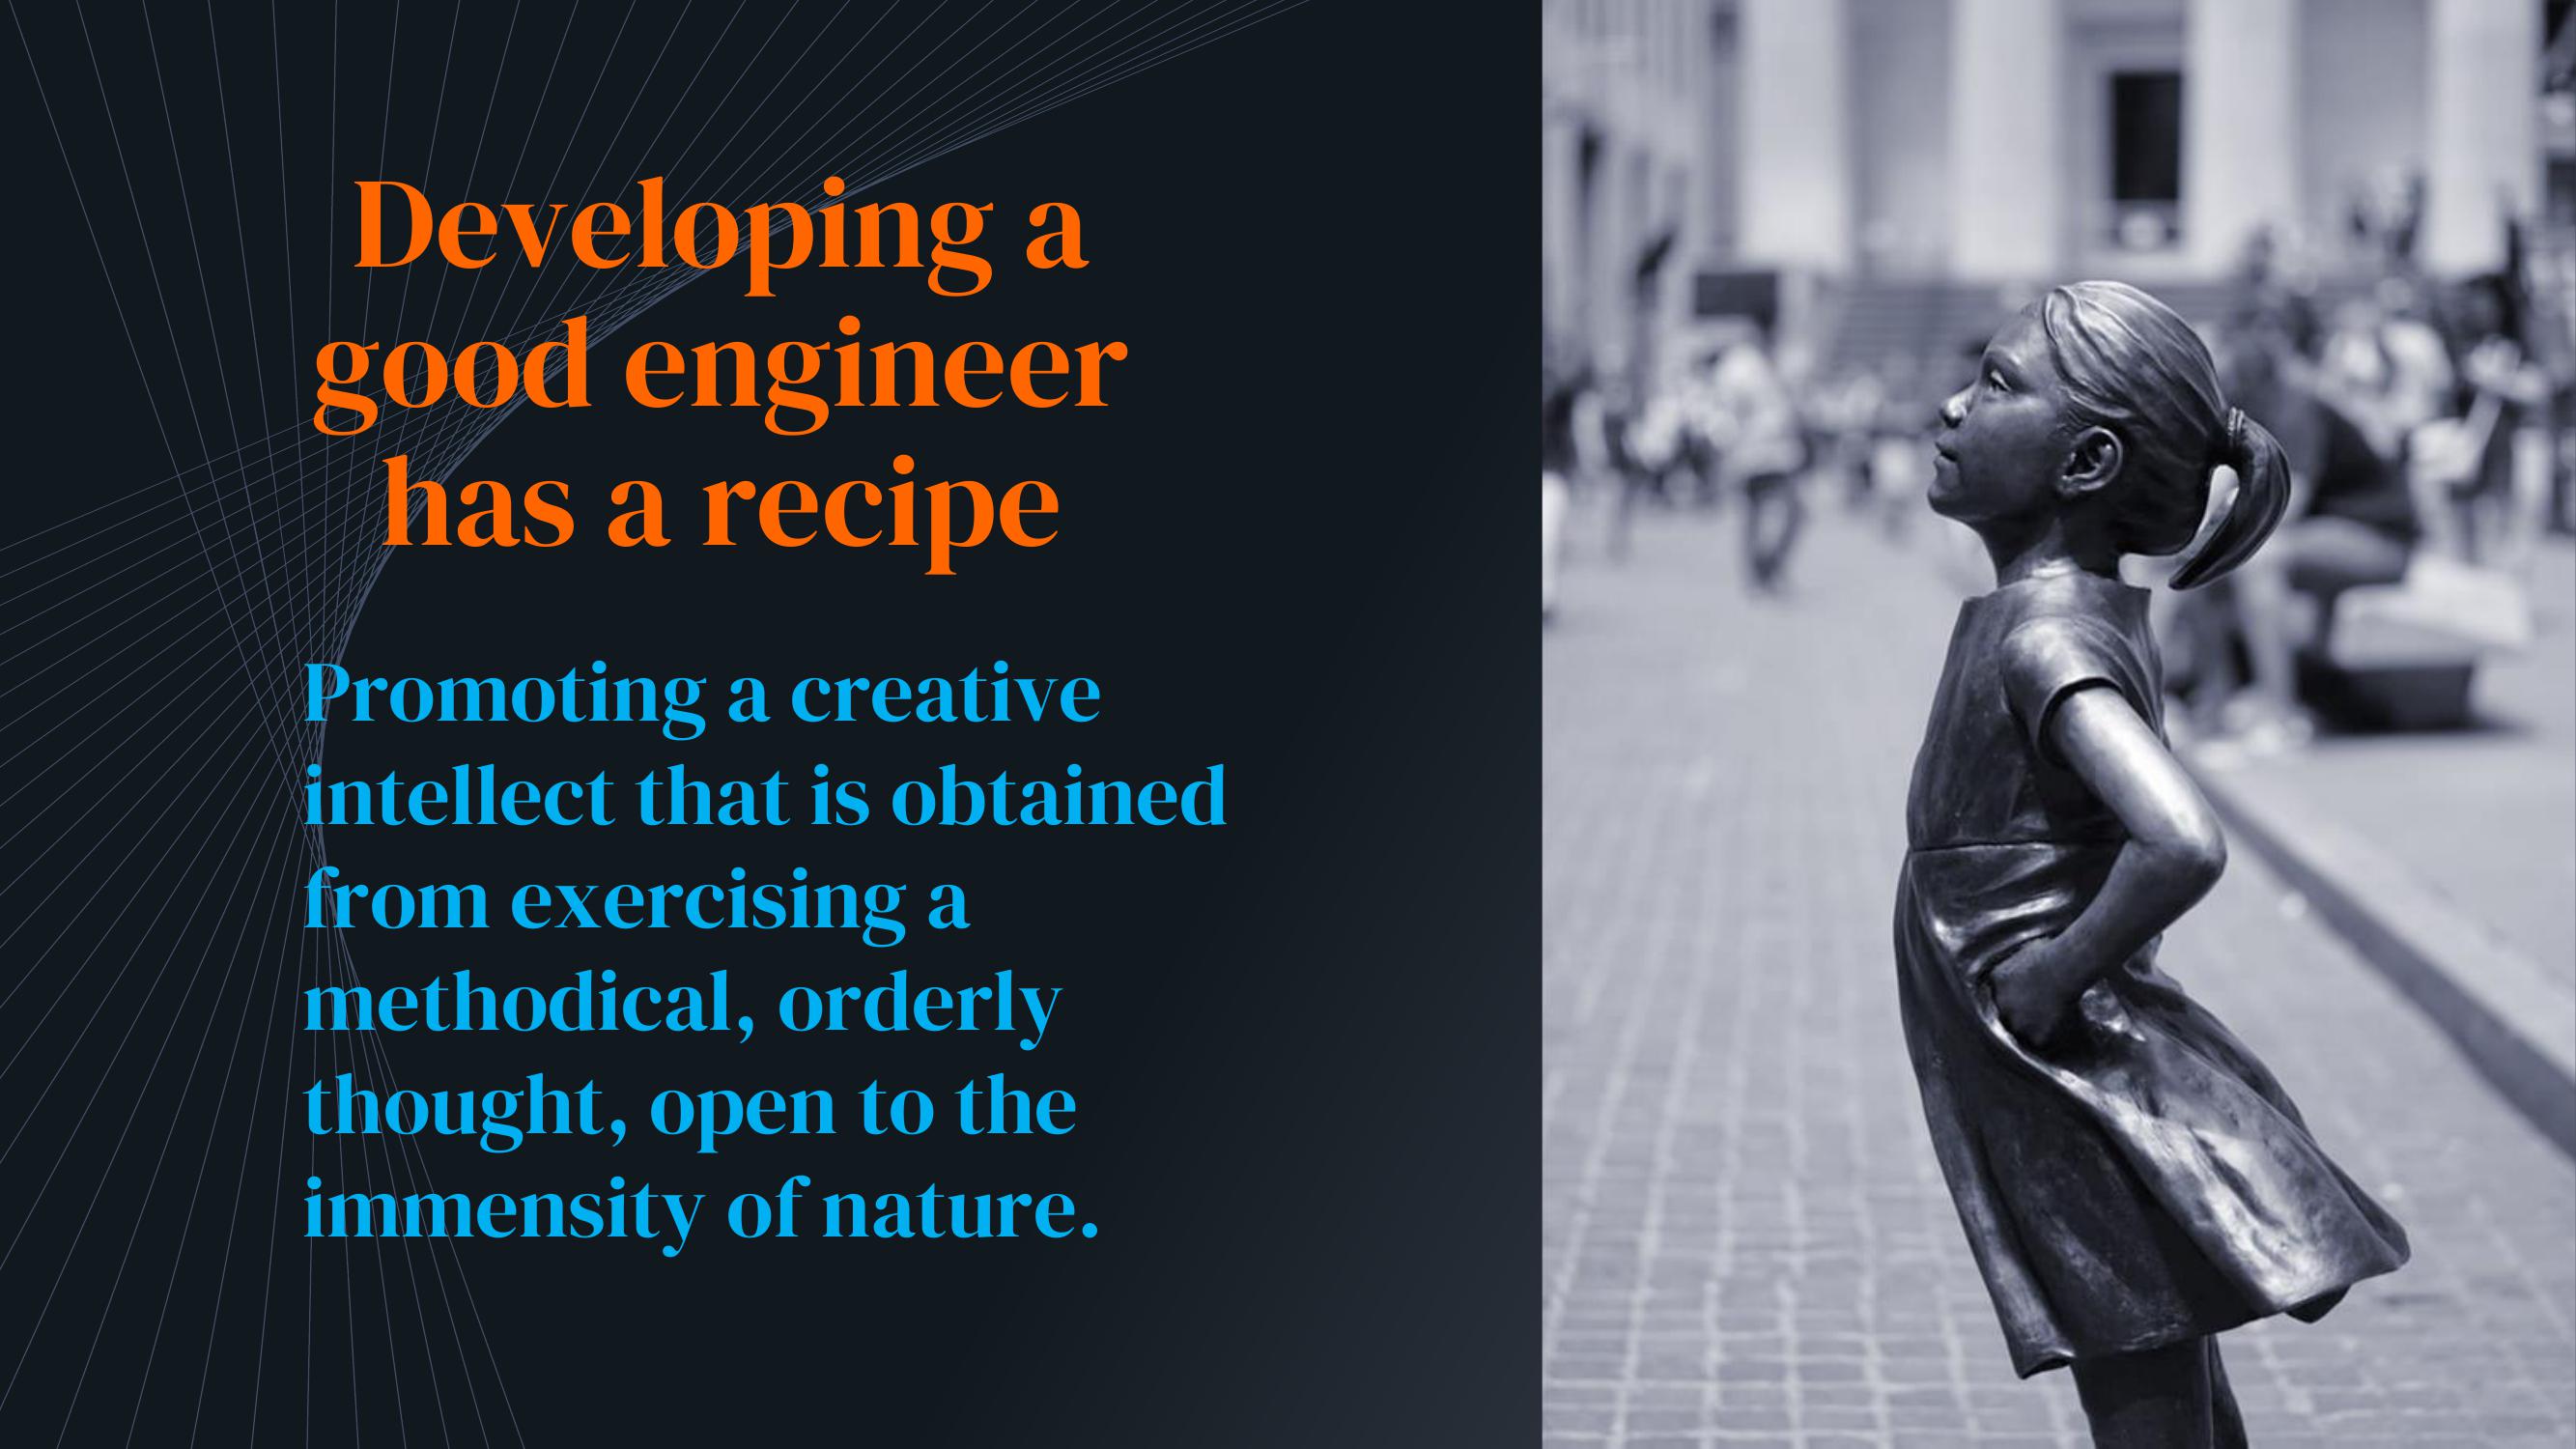 Developing a
good engineer
has a recipe
Promoting a creative
intellect that is obtained
from exercising a
methodical, orderly
thought, open to the
immensity of nature.